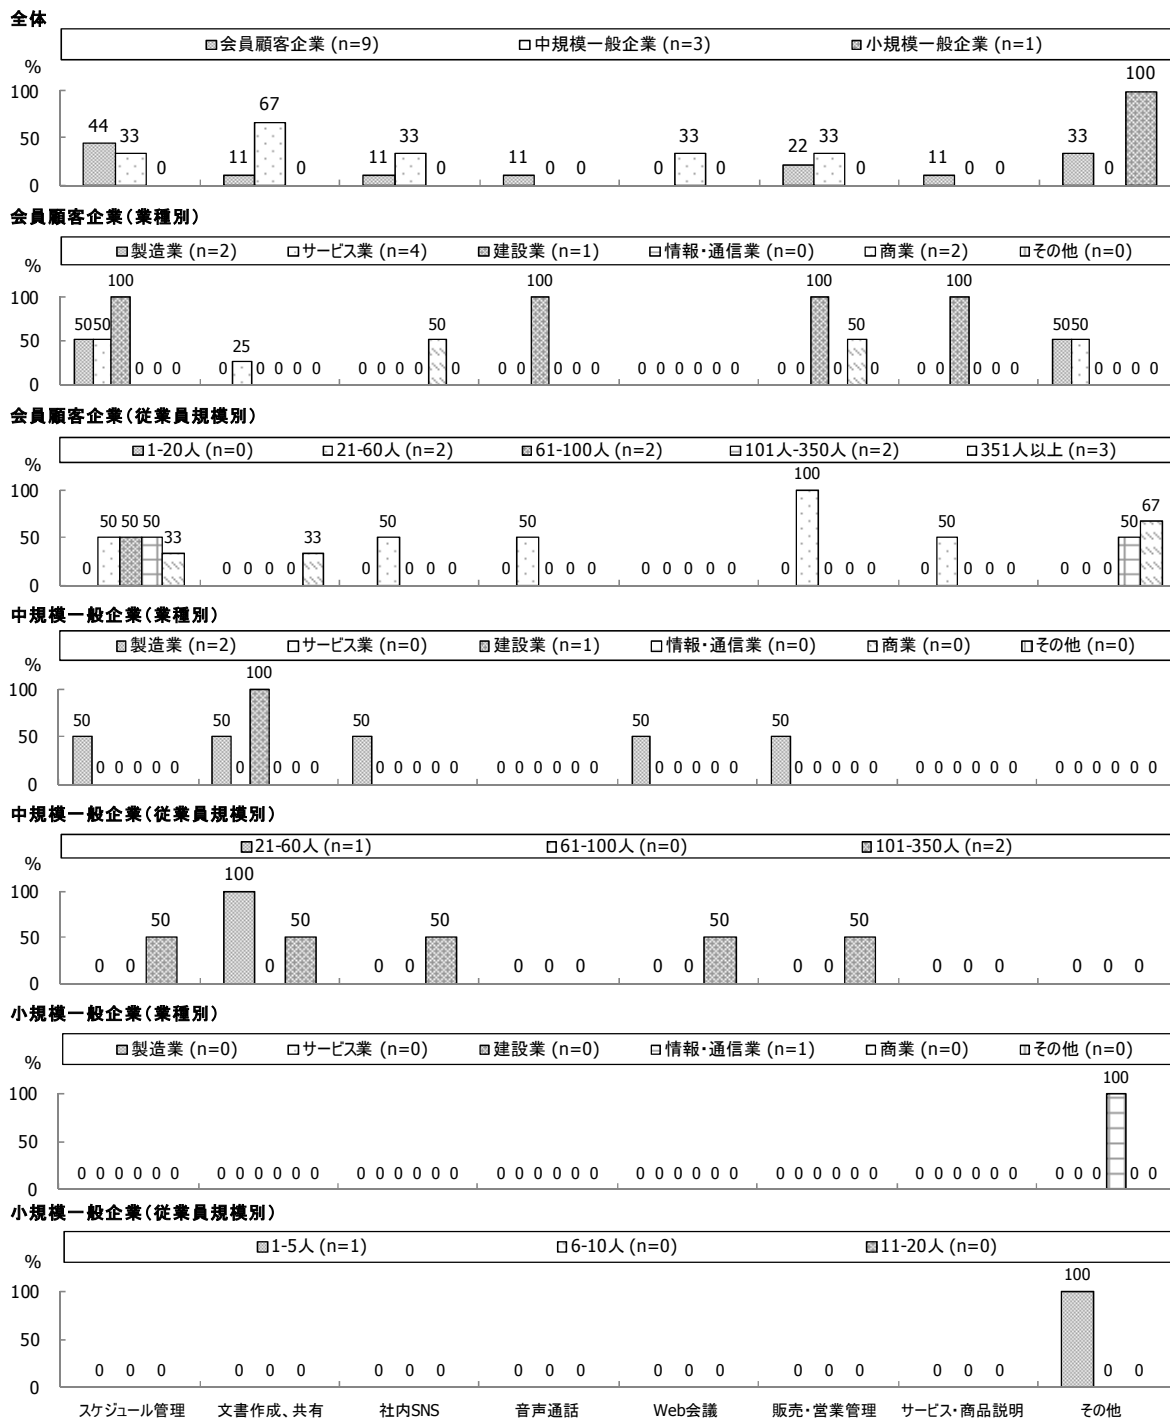 全体
会員顧客企業 (n=9) 中規模一般企業 (n=3) 小規模一般企業 (n=1)
%
100
50
0
44 33 0 11 67 0 11 33 0 11 0 0 0 33 0 22 33 0 11 0 0 33 0 100
会員顧客企業(業種別)
製造業 (n=2) サービス業 (n=4) 建設業 (n=1) 情報・通信業 (n=0) 商業 (n=2) その他 (n=0)
%
100
50
0
50 50 100 0 0 0 0 25 0 0 0 0 0 0 0 0 50 0 0 0 100 0 0 0 0 0 0 0 0 0 0 0 100 0 50 0 0 0 100 0 0 0 50 50 0 0 0 0
会員顧客企業(従業員規模別)
1-20人 (n=0) 21-60人 (n=2) 61-100人 (n=2) 101人-350人 (n=2) 351人以上 (n=3)
%
100
50
0
0 50 50 50 33 0 0 0 0 33 0 50 0 0 0 0 50 0 0 0 0 0 0 0 0 0 100 0 0 0 0 50 0 0 0 0 0 0 50 67
中規模一般企業(業種別)
製造業 (n=2) サービス業 (n=0) 建設業 (n=1) 情報・通信業 (n=0) 商業 (n=0) その他 (n=0)
%
100
50
0
50 0 0 0 0 0 50 0 100 0 0 0 50 0 0 0 0 0 0 0 0 0 0 0 50 0 0 0 0 0 50 0 0 0 0 0 0 0 0 0 0 0 0 0 0 0 0 0
中規模一般企業(従業員規模別)
21-60人 (n=1) 61-100人 (n=0) 101-350人 (n=2)
%
100
50
0
0 0 50 100 0 50 0 0 50 0 0 0 0 0 50 0 0 50 0 0 0 0 0 0
小規模一般企業(業種別)
製造業 (n=0) サービス業 (n=0) 建設業 (n=0) 情報・通信業 (n=1) 商業 (n=0) その他 (n=0)
%
100
50
0
0 0 0 0 0 0 0 0 0 0 0 0 0 0 0 0 0 0 0 0 0 0 0 0 0 0 0 0 0 0 0 0 0 0 0 0 0 0 0 0 0 0 0 0 0 100 0 0
小規模一般企業(従業員規模別)
1-5人 (n=1) 6-10人 (n=0) 11-20人 (n=0)
%
100
50
0
0 0 0 0 0 0 0 0 0 0 0 0 0 0 0 0 0 0 0 0 0 100 0 0
スケジュール管理 文書作成、共有 社内SNS 音声通話 Web会議 販売・営業管理 サービス・商品説明 その他